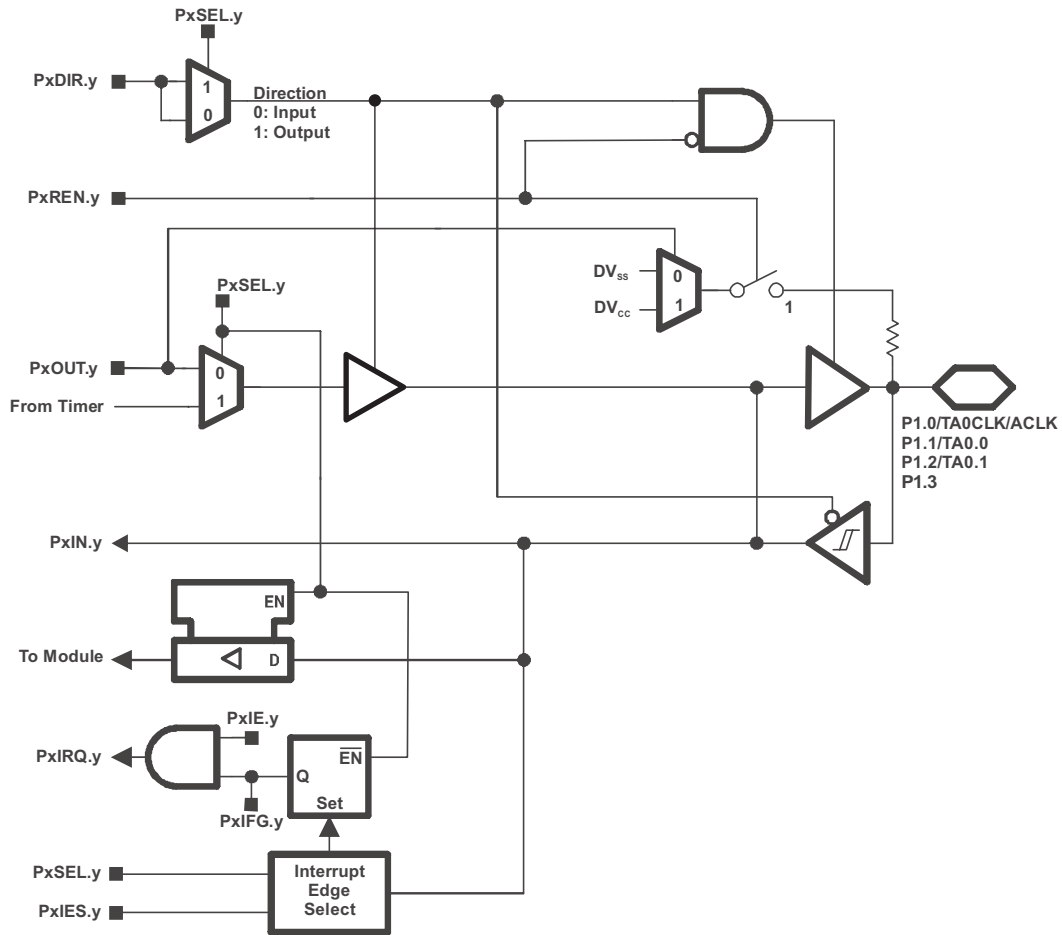 PxSEL.y
PxDIR.y
1
0
Direction
0: Input
1: Output
PxREN.y
DVSS
0
DVCC
1
1
PxSEL.y
PxOUT.y
0
From Timer
1
P1.0/TA0CLK/ACLK
P1.1/TA0.0
P1.2/TA0.1
P1.3
PxIN.y
EN
To Module
D
PxIE.y
PxIRQ.y
EN
Q
Set
PxIFG.y
PxSEL.y
PxIES.y
Interrupt
Edge
Select